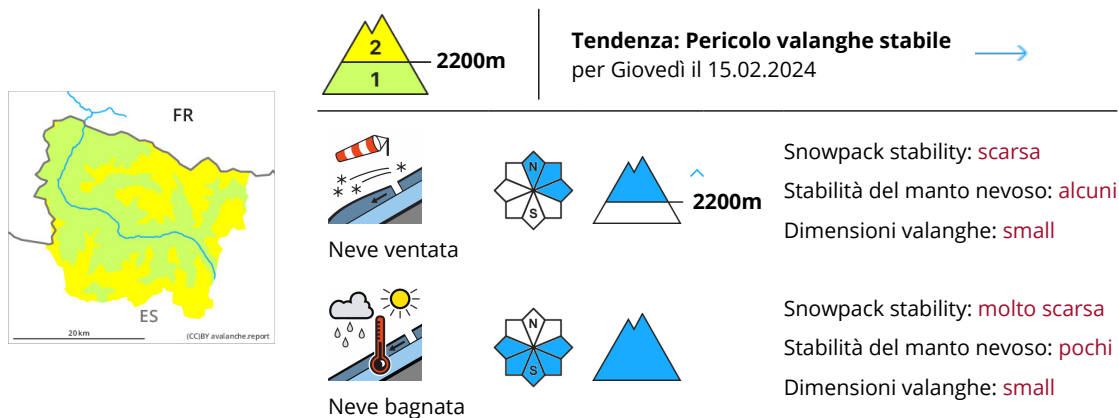 2
1
2200m
Tendenza: Pericolo valanghe stabile
per Giovedì il 15.02.2024
FR
ES
20 km
(CC)BY avalanche.report
Neve ventata
N
S
2200m
Snowpack stability: scarsa
Stabilità del manto nevoso: alcuni
Dimensioni valanghe: small
Neve bagnata
N
S
Snowpack stability: molto scarsa
Stabilità del manto nevoso: pochi
Dimensioni valanghe: small